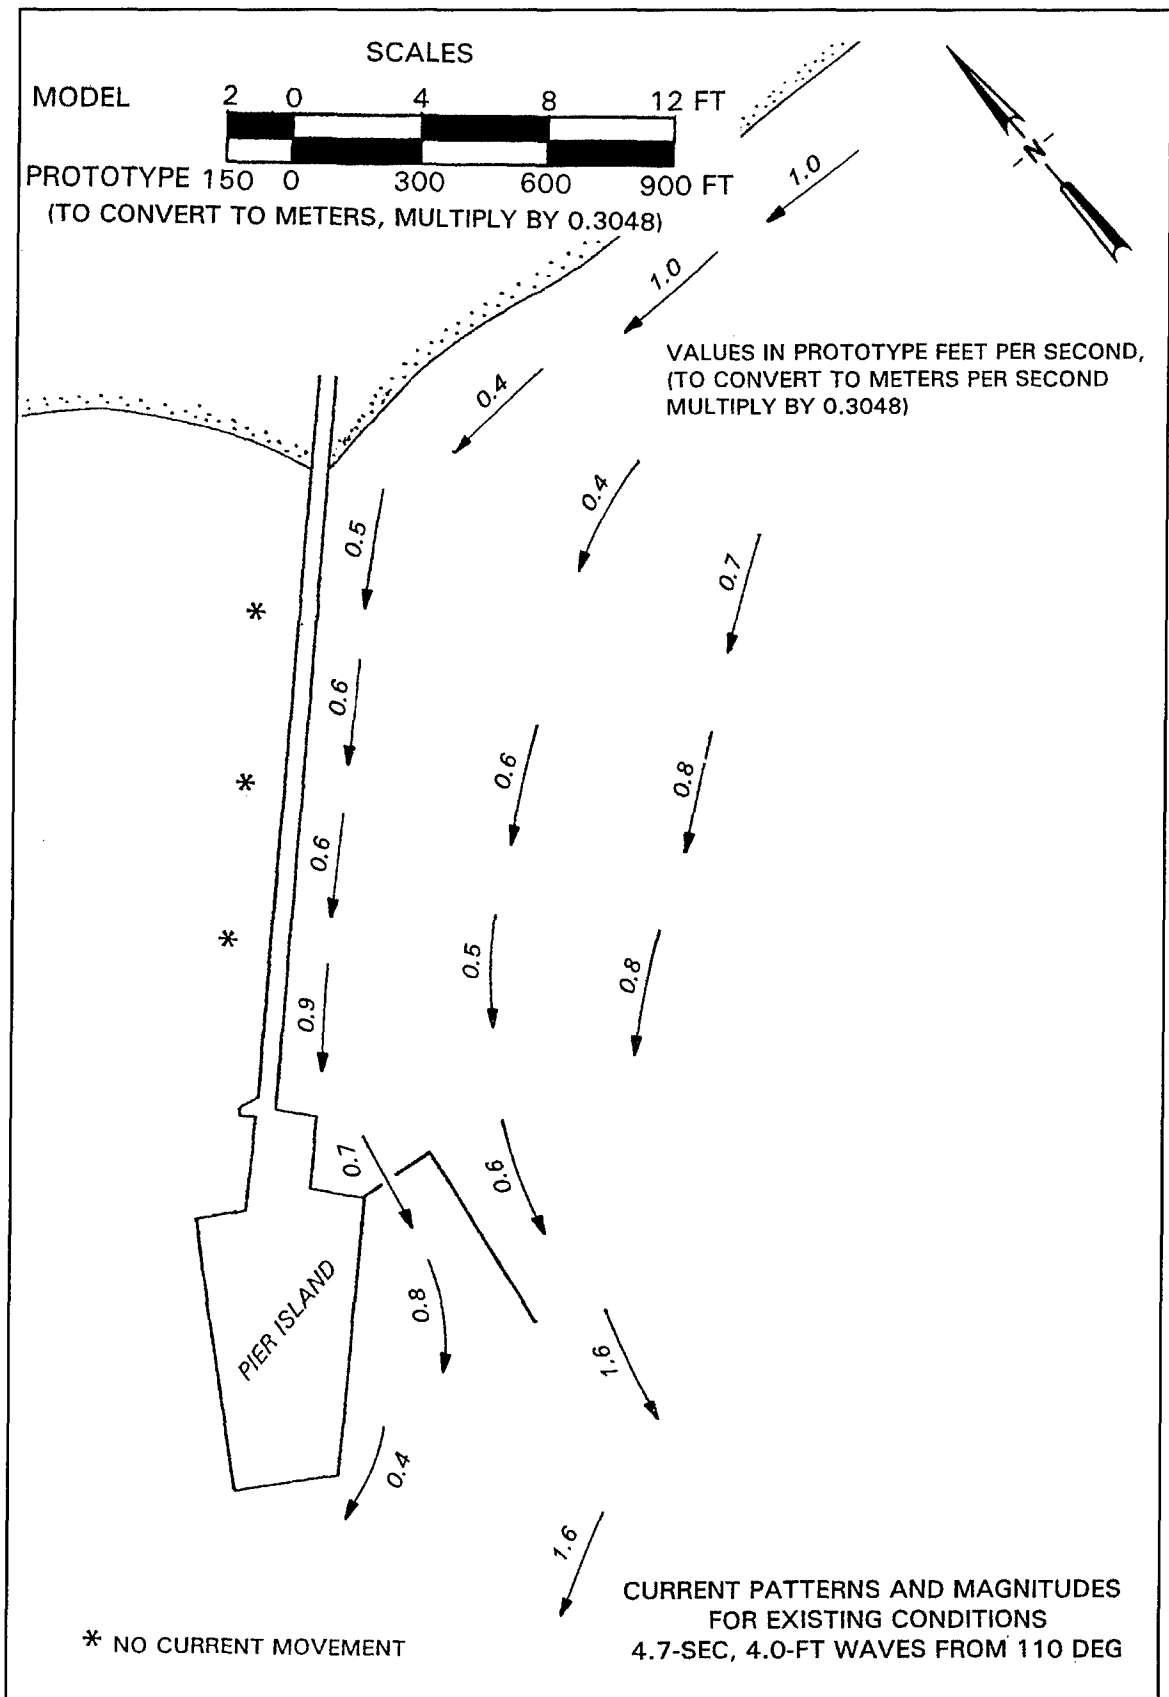 SCALES
MODEL 2 0 4 8 12 FT
PROTOTYPE 150 0 300 600 900 FT
(TO CONVERT TO METERS, MULTIPLY BY 0.3048)
N
1.0
1.0
VALUES IN PROTOTYPE FEET PER SECOND,
(TO CONVERT TO METERS PER SECOND
MULTIPLY BY 0.3048)
0.4
0.4
0.5
0.7
*
0.6
0.6
0.8
*
0.6
*
0.5
0.8
0.9
0.7
0.6
PIER ISLAND
0.8
1.6
0.4
1.6
CURRENT PATTERNS AND MAGNITUDES
FOR EXISTING CONDITIONS
4.7-SEC, 4.0-FT WAVES FROM 110 DEG
* NO CURRENT MOVEMENT